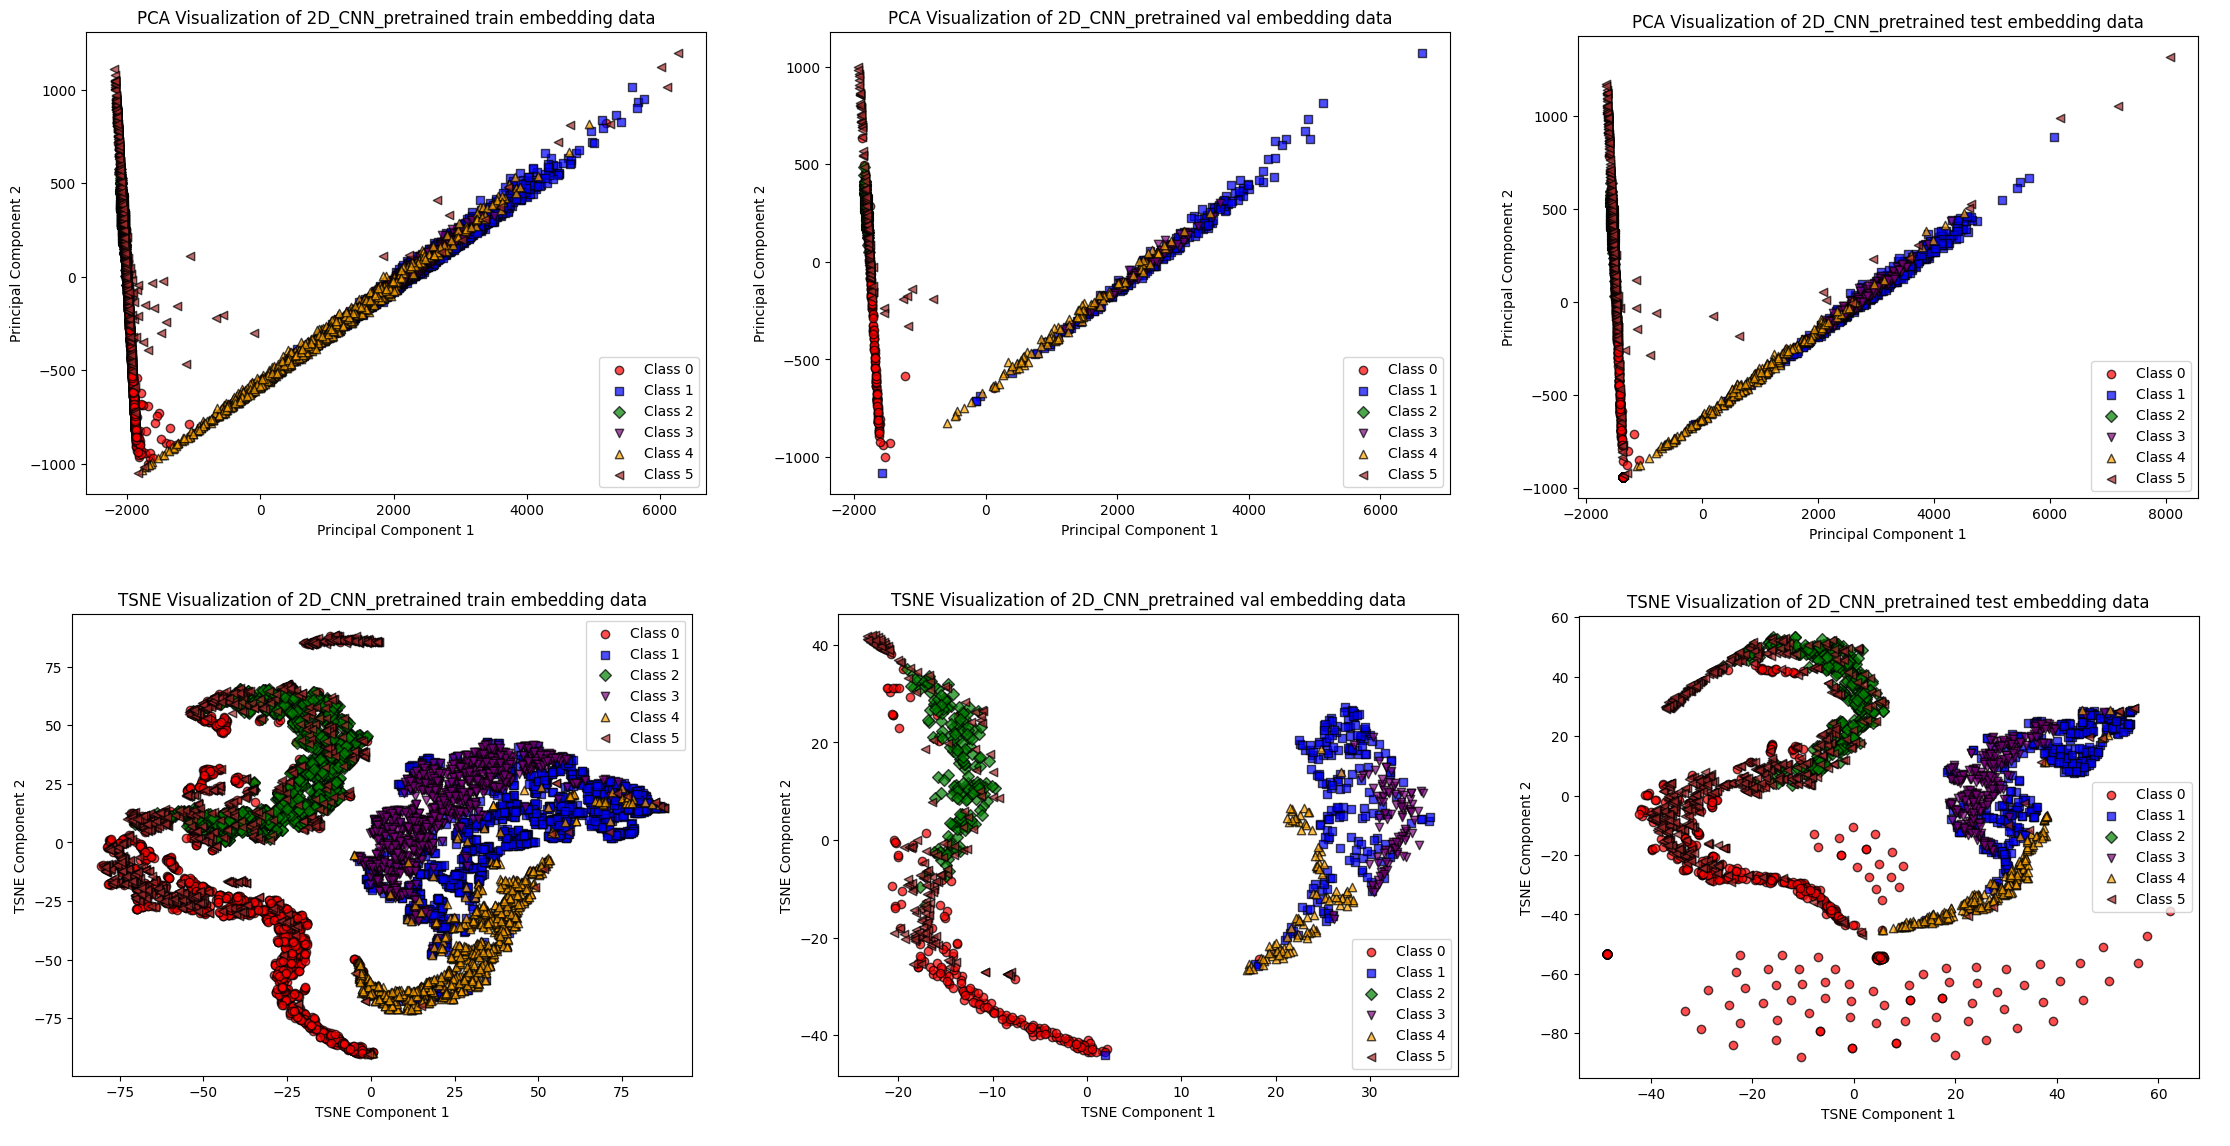 PCA Visualization of 2D_CNN_pretrained train embedding data
Principal Component 2
1000
500
0
−500
−1000
−2000 0 2000 4000 6000
Principal Component 1
Class 0
Class 1
Class 2
Class 3
Class 4
Class 5
PCA Visualization of 2D_CNN_pretrained val embedding data
Principal Component 2
1000
500
0
−500
−1000
−2000 0 2000 4000 6000
Principal Component 1
Class 0
Class 1
Class 2
Class 3
Class 4
Class 5
PCA Visualization of 2D_CNN_pretrained test embedding data
Principal Component 2
1000
500
0
−500
−1000
−2000 0 2000 4000 6000 8000
Principal Component 1
Class 0
Class 1
Class 2
Class 3
Class 4
Class 5
TSNE Visualization of 2D_CNN_pretrained train embedding data
TSNE Component 2
75
50
25
0
−25
−50
−75
−75 −50 −25 0 25 50 75
TSNE Component 1
Class 0
Class 1
Class 2
Class 3
Class 4
Class 5
TSNE Visualization of 2D_CNN_pretrained val embedding data
TSNE Component 2
40
20
0
−20
−40
−20 −10 0 10 20 30
TSNE Component 1
Class 0
Class 1
Class 2
Class 3
Class 4
Class 5
TSNE Visualization of 2D_CNN_pretrained test embedding data
TSNE Component 2
60
40
20
0
−20
−40
−60
−80
−40 −20 0 20 40 60
TSNE Component 1
Class 0
Class 1
Class 2
Class 3
Class 4
Class 5